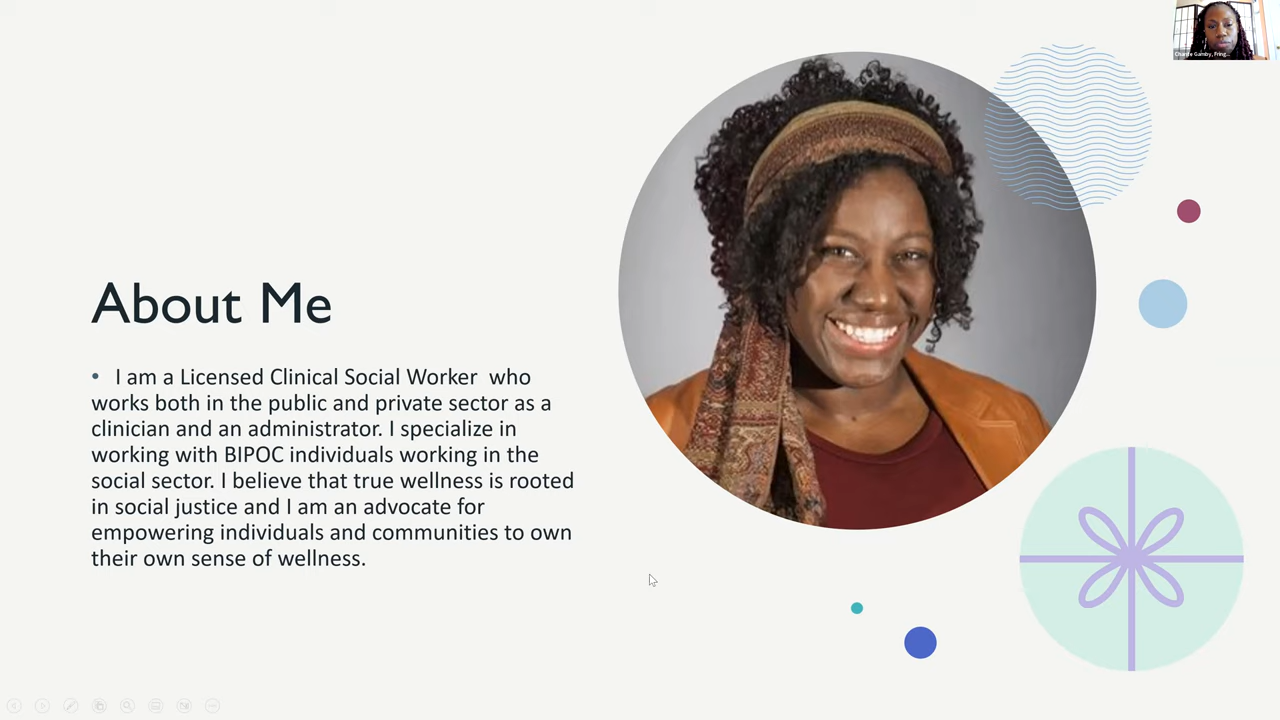 About Me
• I am a Licensed Clinical Social Worker  who
works both in the public and private sector as a
clinician and an administrator. I specialize in
working with BIPOC individuals working in the
social sector. I believe that true wellness is rooted
in social justice and I am an advocate for
empowering individuals and communities to own
their own sense of wellness.